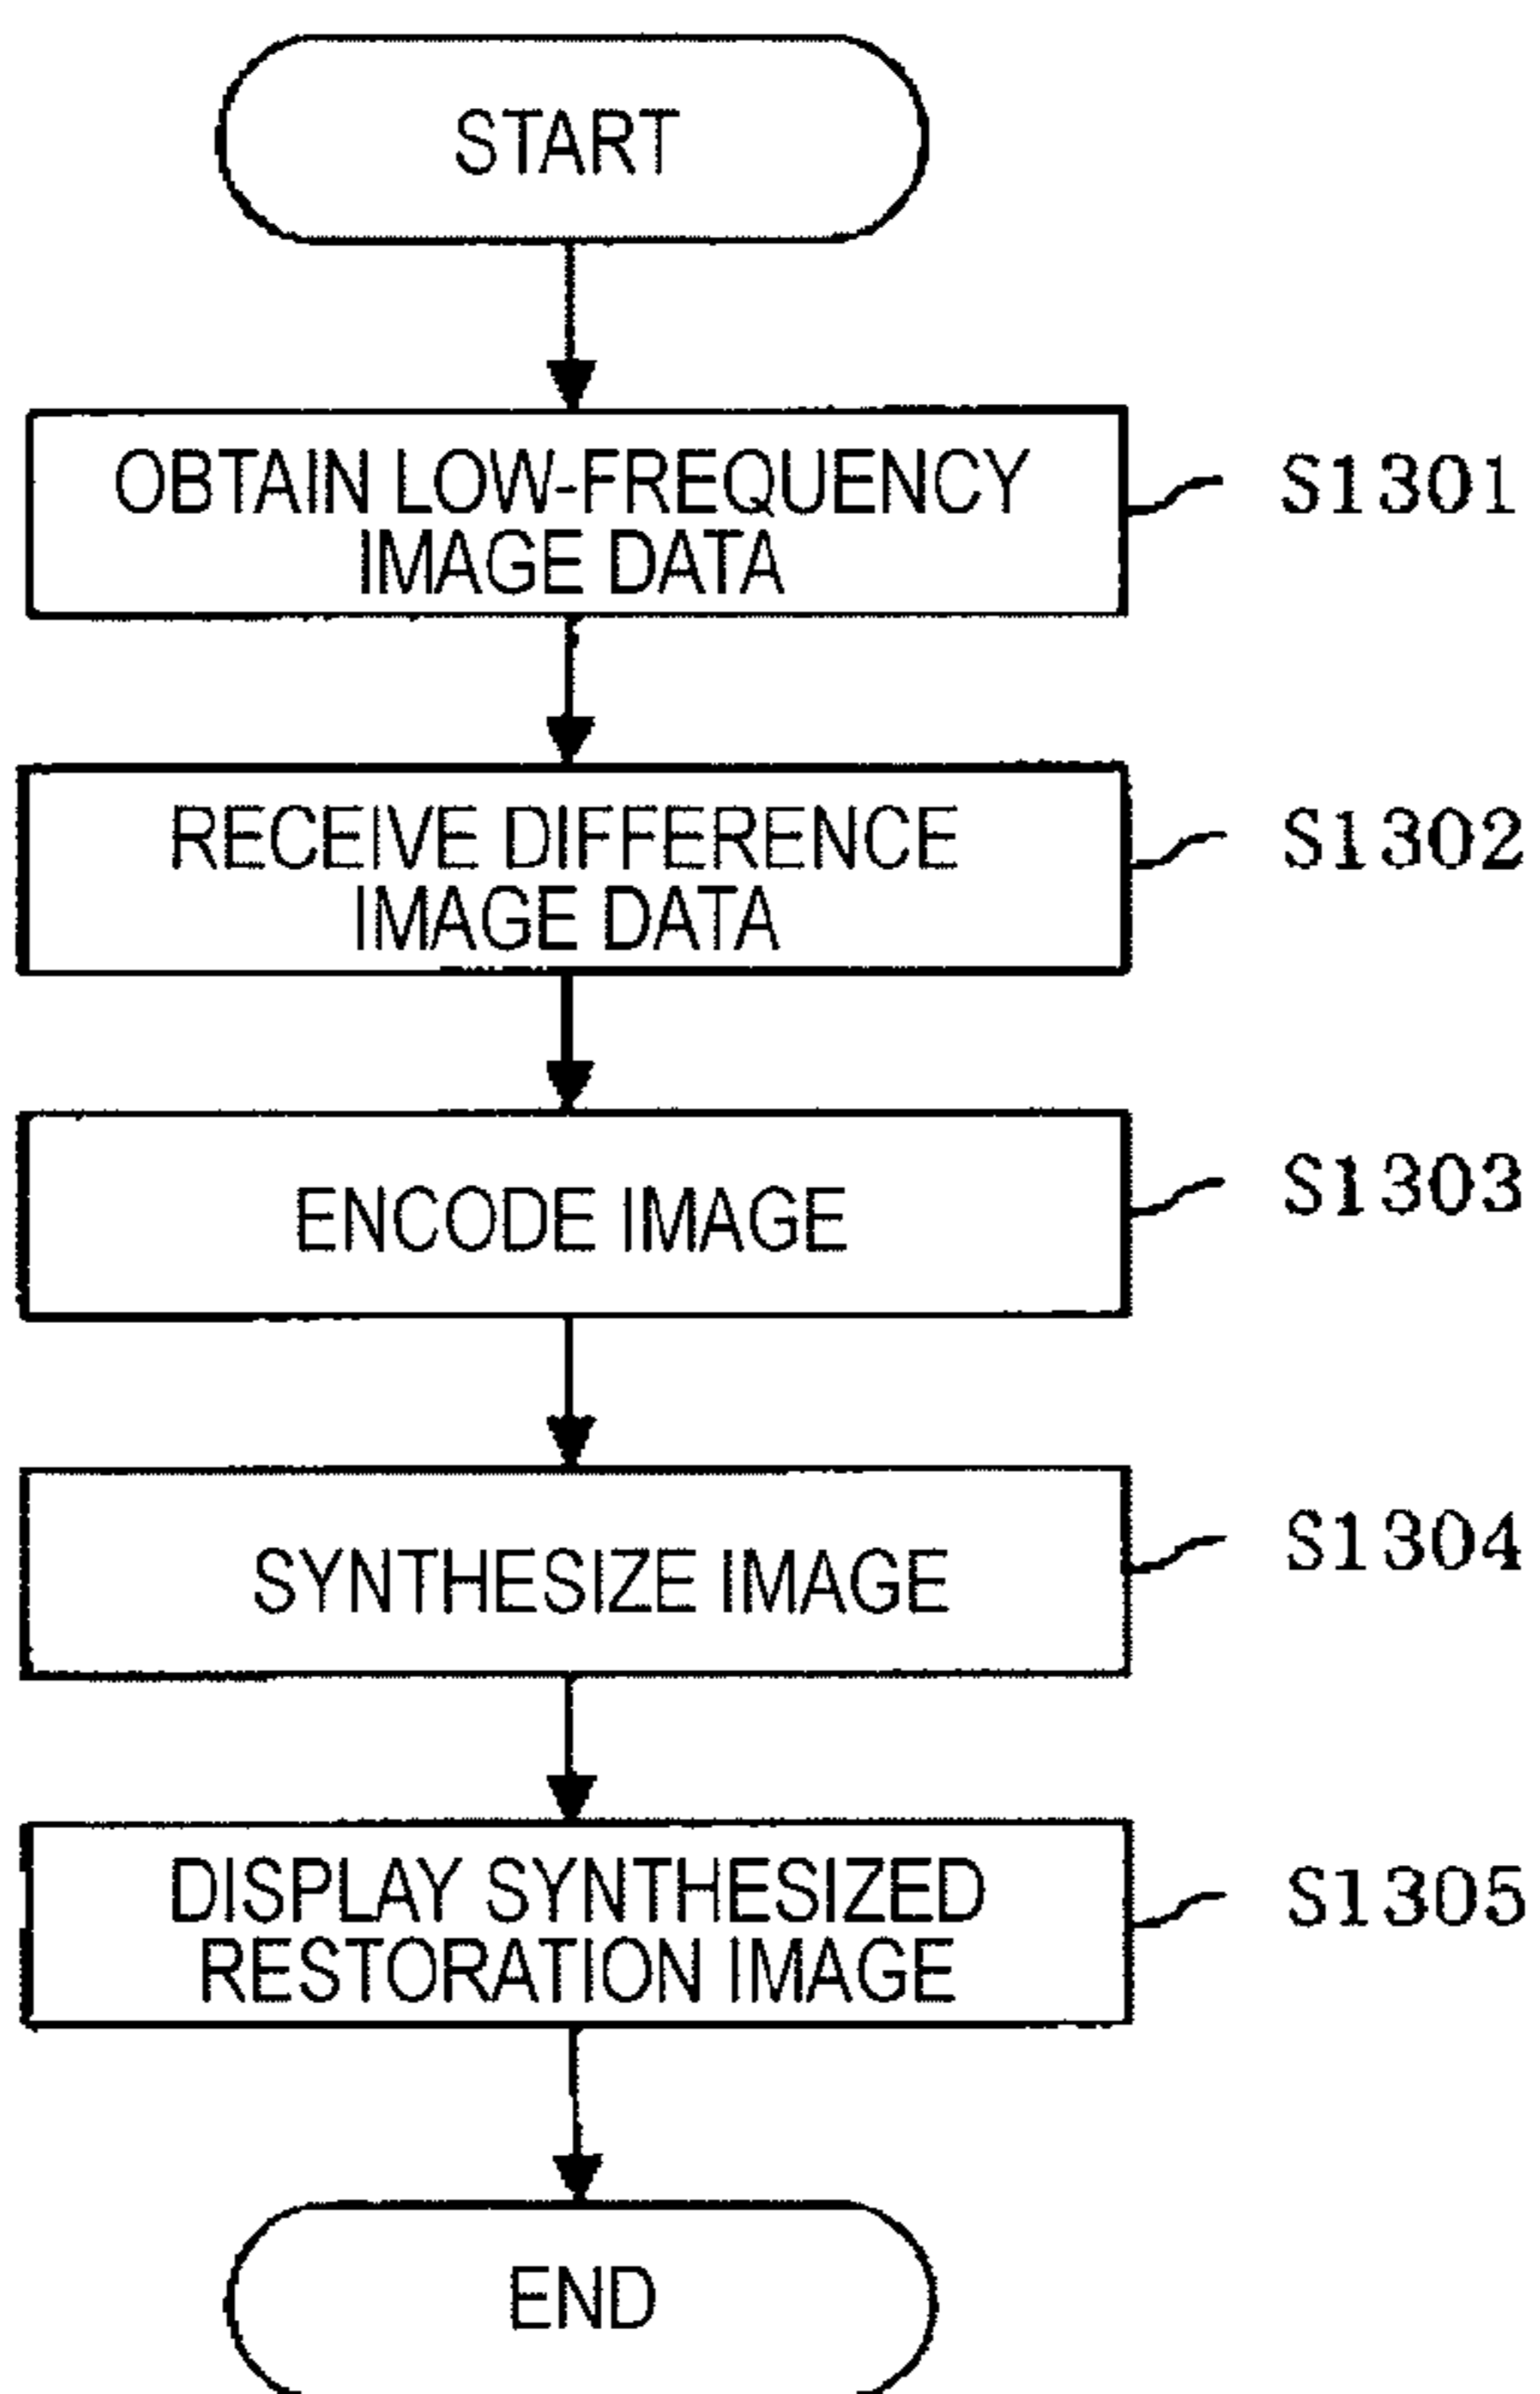 START
OBTAIN LOW-FREQUENCY
IMAGE DATA
S1301
RECEIVE DIFFERENCE
IMAGE DATA
S1302
ENCODE IMAGE
S1303
SYNTHESIZE IMAGE
S1304
DISPLAY SYNTHESIZED
RESTORATION IMAGE
S1305
END